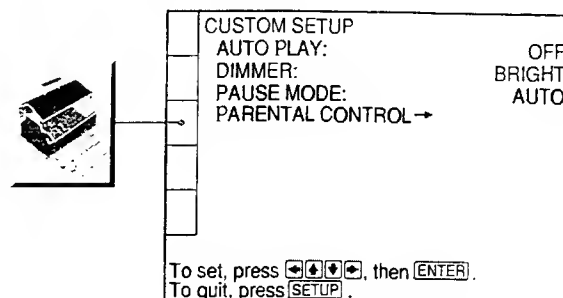 CUSTOM SETUP
AUTO PLAY: OFF
DIMMER: BRIGHT
PAUSE MODE: AUTO
PARENTAL CONTROL→
To set, press ←↑↓→, then ENTER.
To quit, press SETUP.